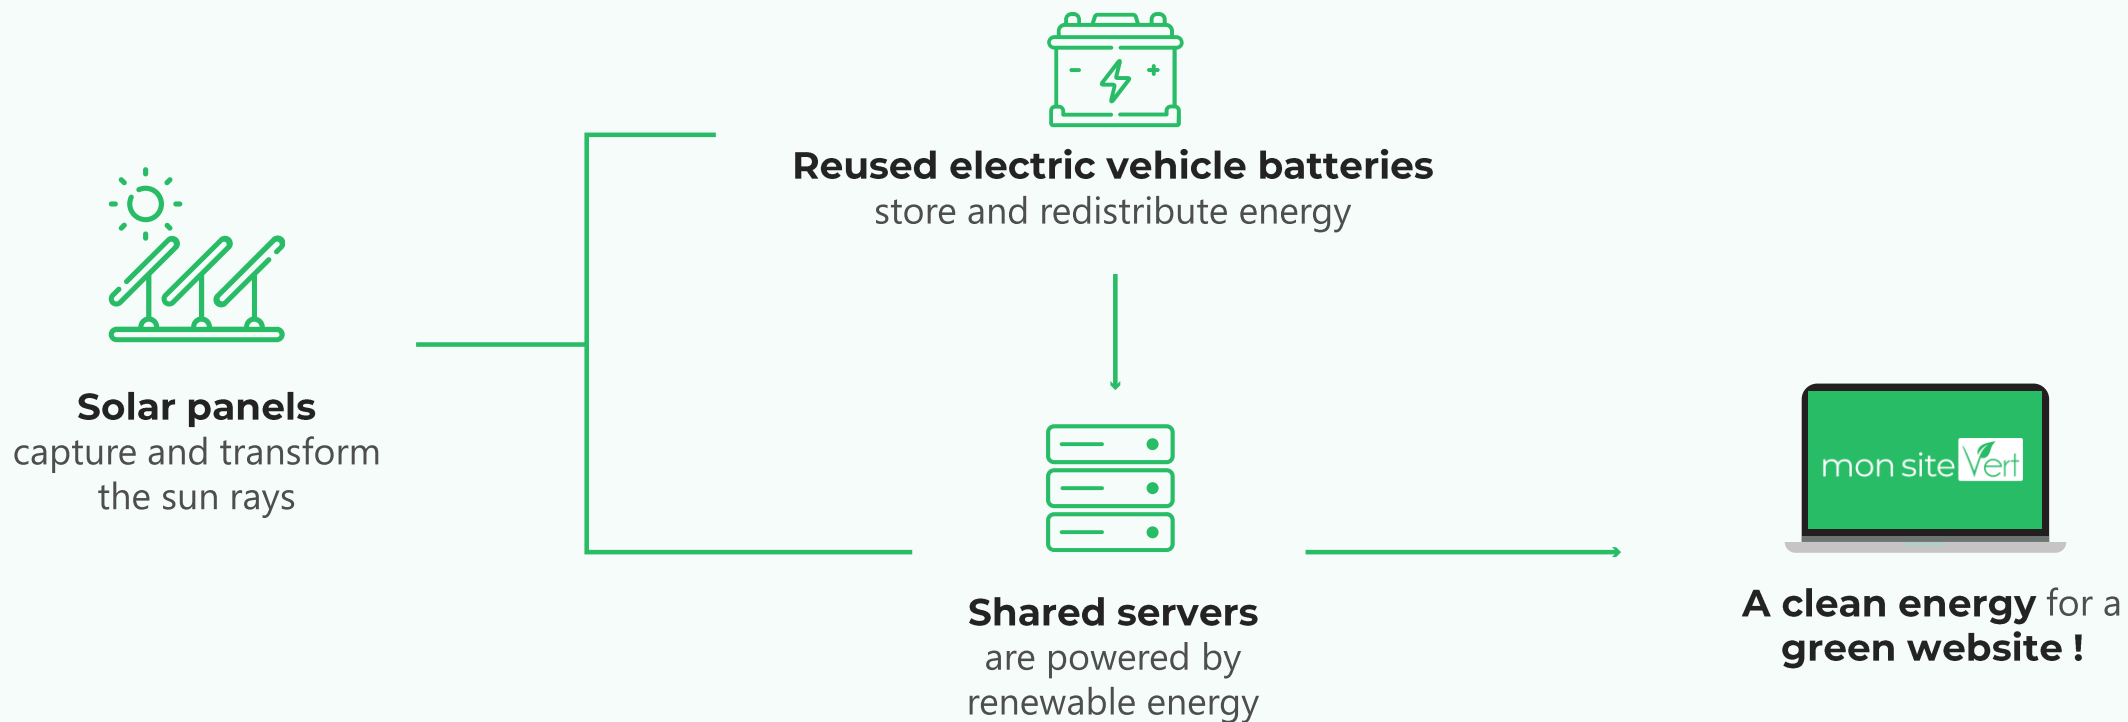 Reused electric vehicle batteries
store and redistribute energy
Solar panels
capture and transform
the sun rays
mon site Vert
Shared servers
are powered by
renewable energy
A clean energy for a
green website !